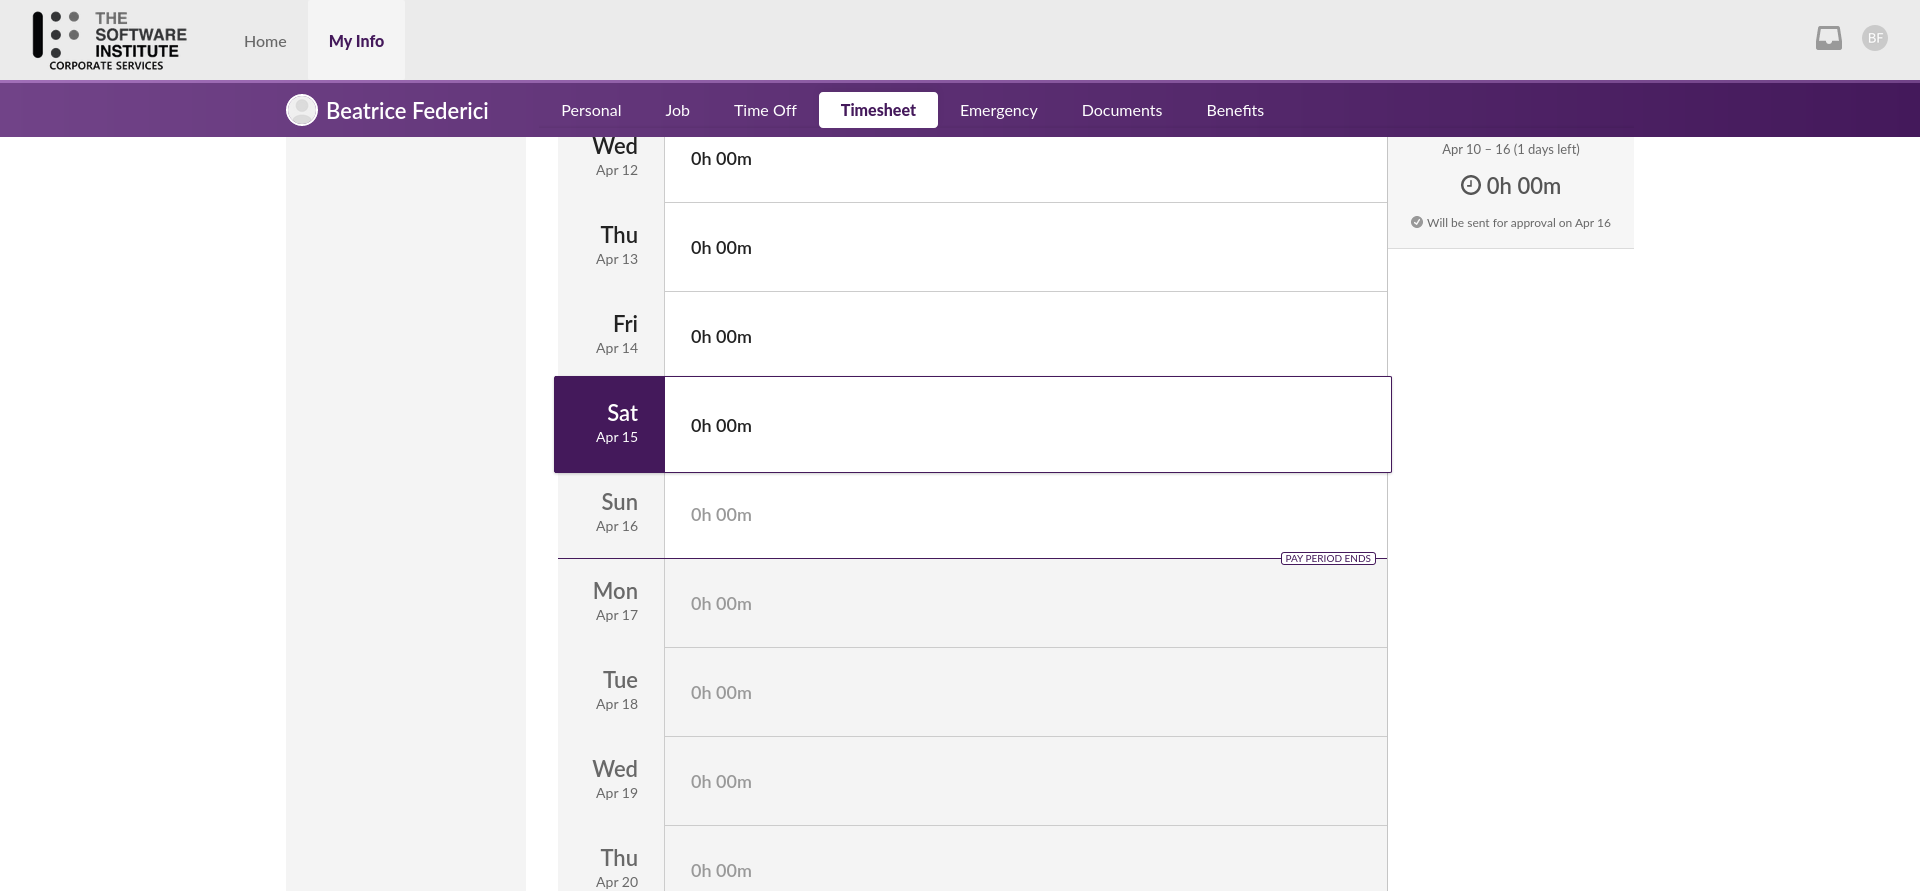 THE
SOFTWARE
INSTITUTE
CORPORATE SERVICES
Home
My Info
BF
Beatrice Federici
Personal
Job
Time Off
Timesheet
Emergency
Documents
Benefits
Wed
Apr 12
0h 00m
Apr 10 – 16 (1 days left)
0h 00m
Will be sent for approval on Apr 16
Thu
Apr 13
0h 00m
Fri
Apr 14
0h 00m
Sat
Apr 15
0h 00m
Sun
Apr 16
0h 00m
PAY PERIOD ENDS
Mon
Apr 17
0h 00m
Tue
Apr 18
0h 00m
Wed
Apr 19
0h 00m
Thu
Apr 20
0h 00m